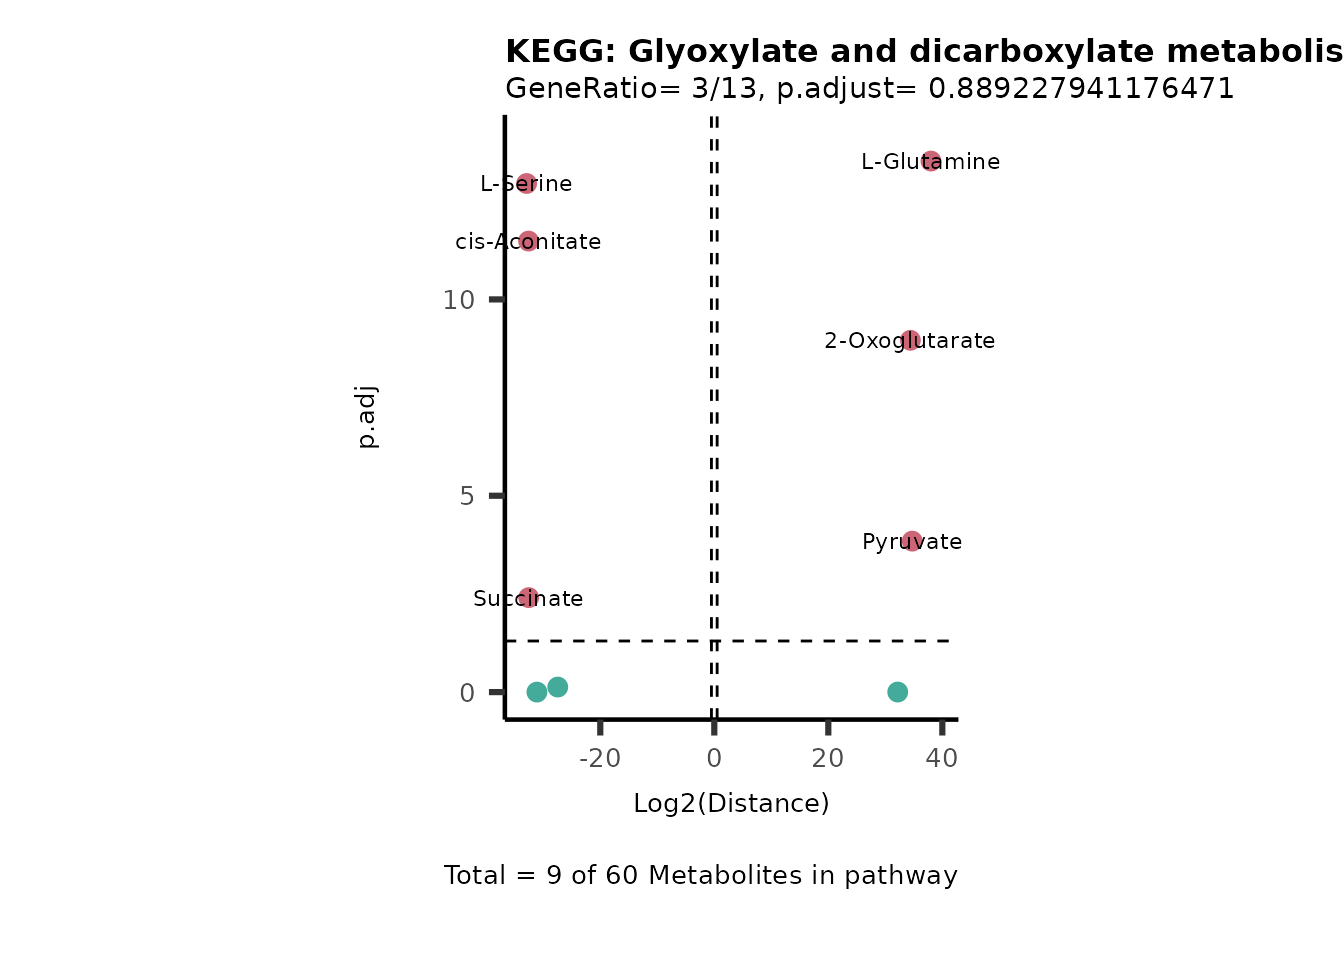 KEGG: Glyoxylate and dicarboxylate metabolis
GeneRatio= 3/13, p.adjust= 0.889227941176471
L-Glutamine
L-Serine
cis-Aconitate
10
2-Oxoglutarate
p.adj
5
Pyruvate
Succinate
0
-20 0 20 40
Log2(Distance)
Total = 9 of 60 Metabolites in pathway